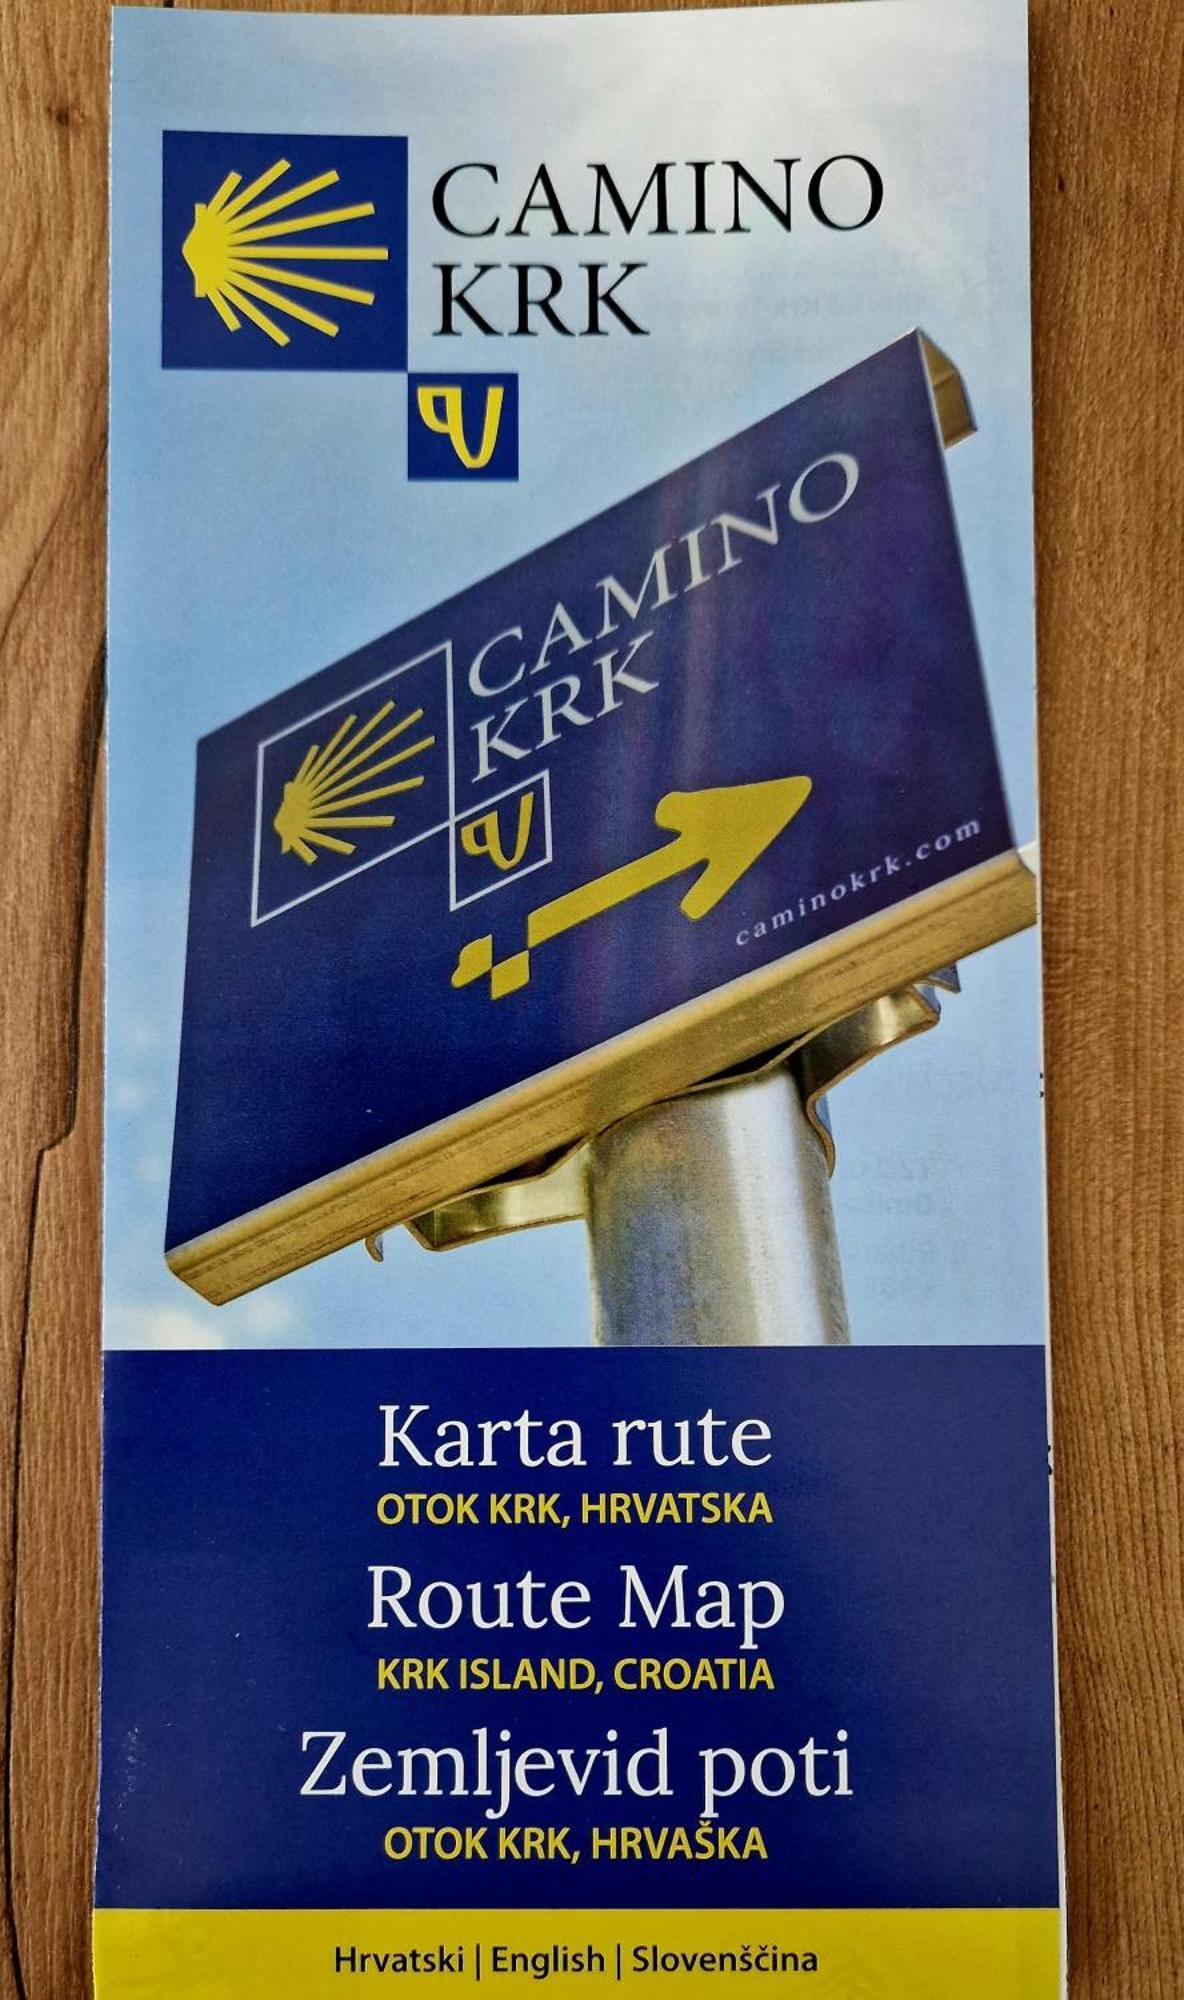 CAMINO
KRK
CAMINO
KRK
caminokrk.com
Karta rute
OTOK KRK, HRVATSKA
Route Map
KRK ISLAND, CROATIA
Zemljevid poti
OTOK KRK, HRVAŠKA
Hrvatski | English | Slovenščina